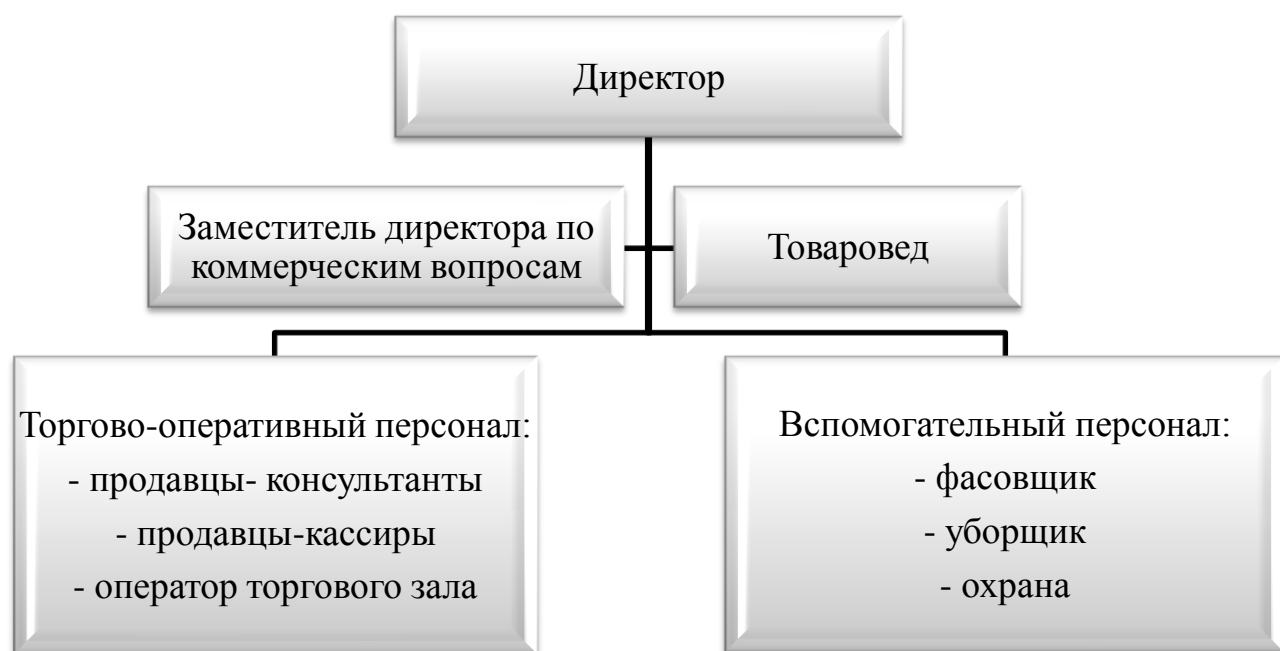 Директор
Заместитель директора по
коммерческим вопросам
Товаровед
Торгово-оперативный персонал:
- продавцы- консультанты
- продавцы-кассиры
- оператор торгового зала
Вспомогательный персонал:
- фасовщик
- уборщик
- охрана